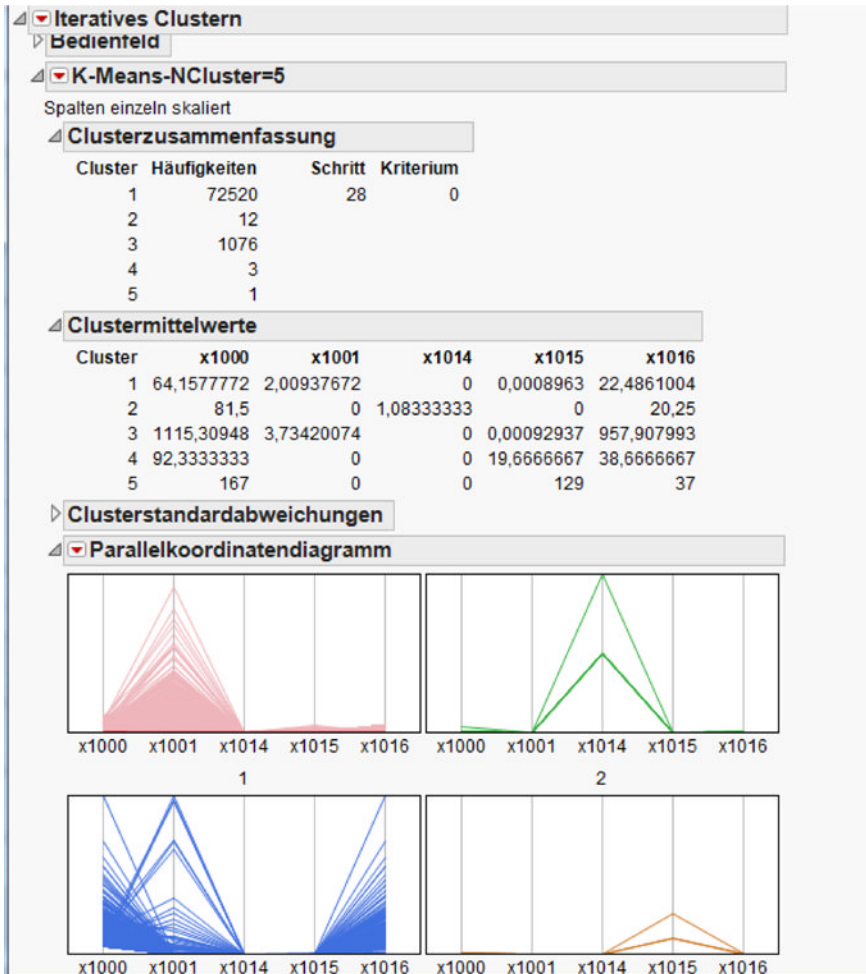 Iteratives Clustern
Bedienfeld
K-Means-NCluster=5
Spalten einzeln skaliert
Clusterzusammenfassung
Cluster Häufigkeiten Schritt Kriterium
1 72520 28 0
2 12
3 1076
4 3
5 1
Clustermittelwerte
Cluster x1000 x1001 x1014 x1015 x1016
1 64,1577772 2,00937672 0 0,0008963 22,4861004
2 81,5 0 1,08333333 0 20,25
3 1115,30948 3,73420074 0 0,00092937 957,907993
4 92,3333333 0 0 19,6666667 38,6666667
5 167 0 0 129 37
Clusterstandardabweichungen
Parallelkoordinatendiagramm
x1000 x1001 x1014 x1015 x1016 x1000 x1001 x1014 x1015 x1016
1 2
x1000 x1001 x1014 x1015 x1016 x1000 x1001 x1014 x1015 x1016